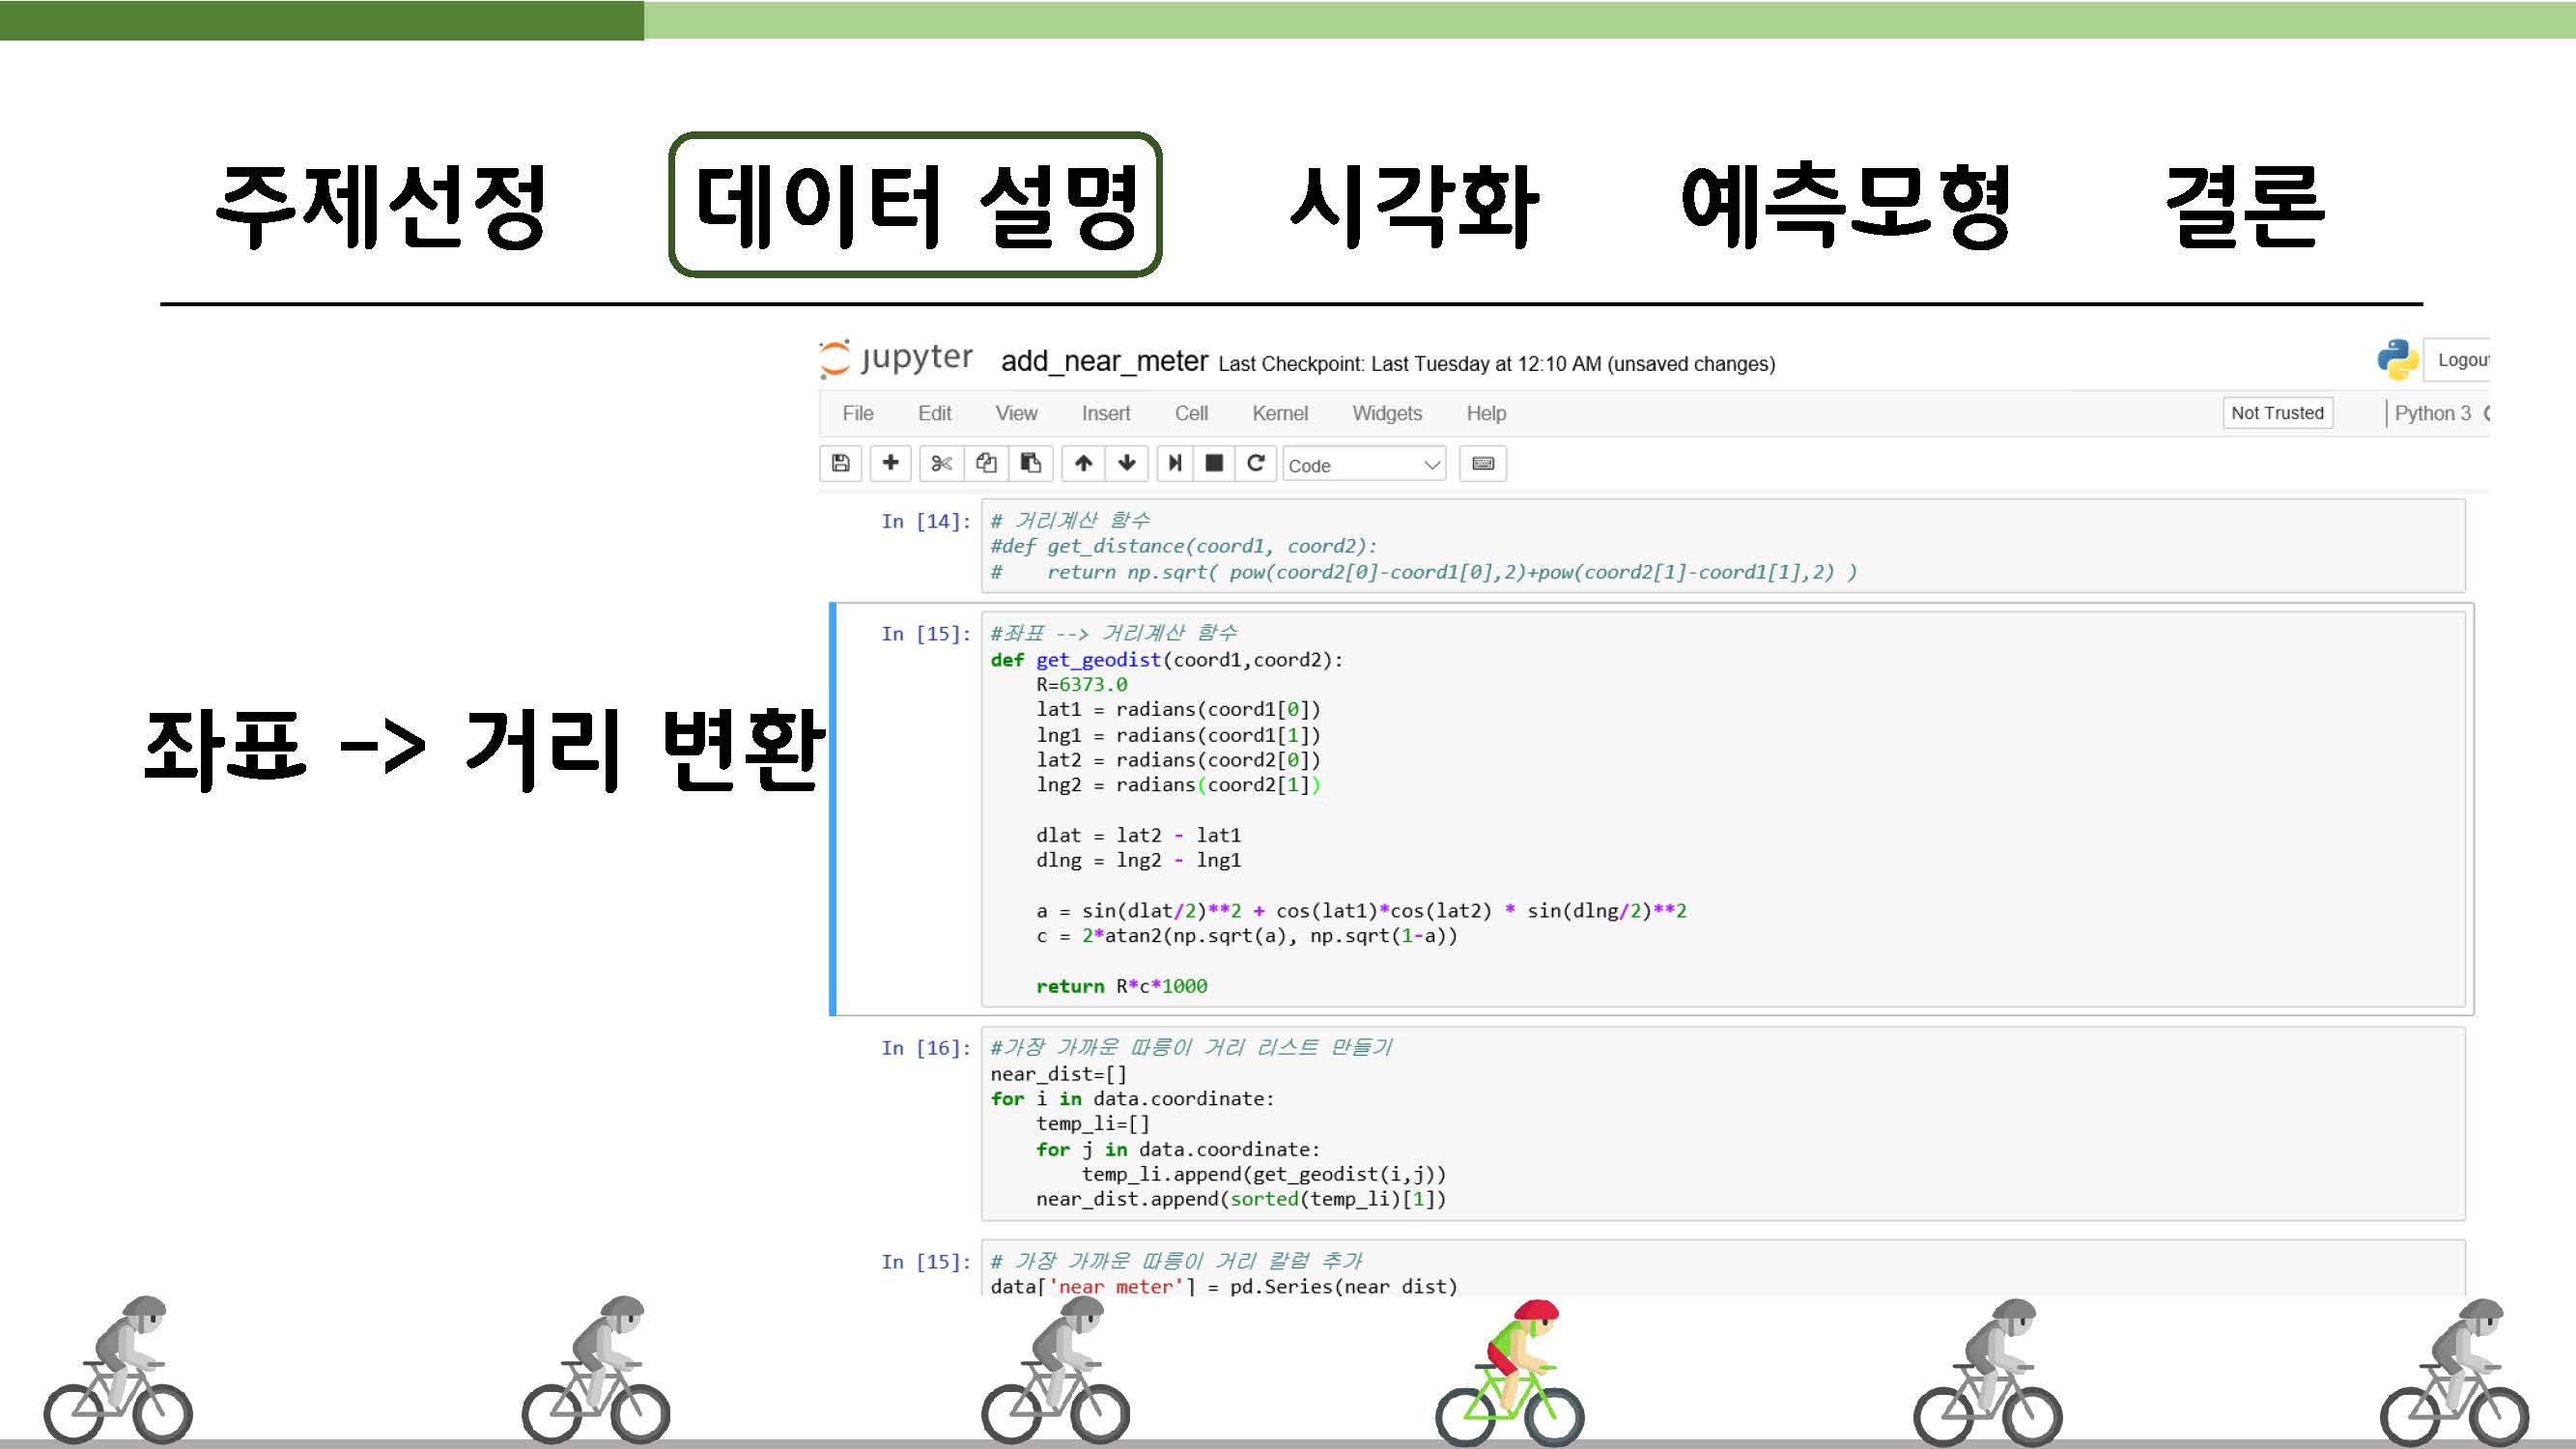 주제선정 데이터 설명 시각화 예측모형 결론
jupyter add_near_meter Last Checkpoint: Last Tuesday at 12:10 AM (unsaved changes)
Logout
File Edit View Insert Cell Kernel Widgets Help Not Trusted Python 3
Code
In [14]: # 거리계산 함수
#def get_distance(coord1, coord2):
#    return np.sqrt( pow(coord2[0]-coord1[0],2)+pow(coord2[1]-coord1[1],2) )
좌표 -> 거리 변환
In [15]: #좌표 --> 거리계산 함수
def get_geodist(coord1,coord2):
    R=6373.0
    lat1 = radians(coord1[0])
    lng1 = radians(coord1[1])
    lat2 = radians(coord2[0])
    lng2 = radians(coord2[1])
    dlat = lat2 - lat1
    dlng = lng2 - lng1
    a = sin(dlat/2)**2 + cos(lat1)*cos(lat2) * sin(dlng/2)**2
    c = 2*atan2(np.sqrt(a), np.sqrt(1-a))
    return R*c*1000
In [16]: #가장 가까운 따릉이 거리 리스트 만들기
near_dist=[]
for i in data.coordinate:
    temp_li=[]
    for j in data.coordinate:
        temp_li.append(get_geodist(i,j))
    near_dist.append(sorted(temp_li)[1])
In [15]: # 가장 가까운 따릉이 거리 칼럼 추가
data['near_meter'] = pd.Series(near_dist)